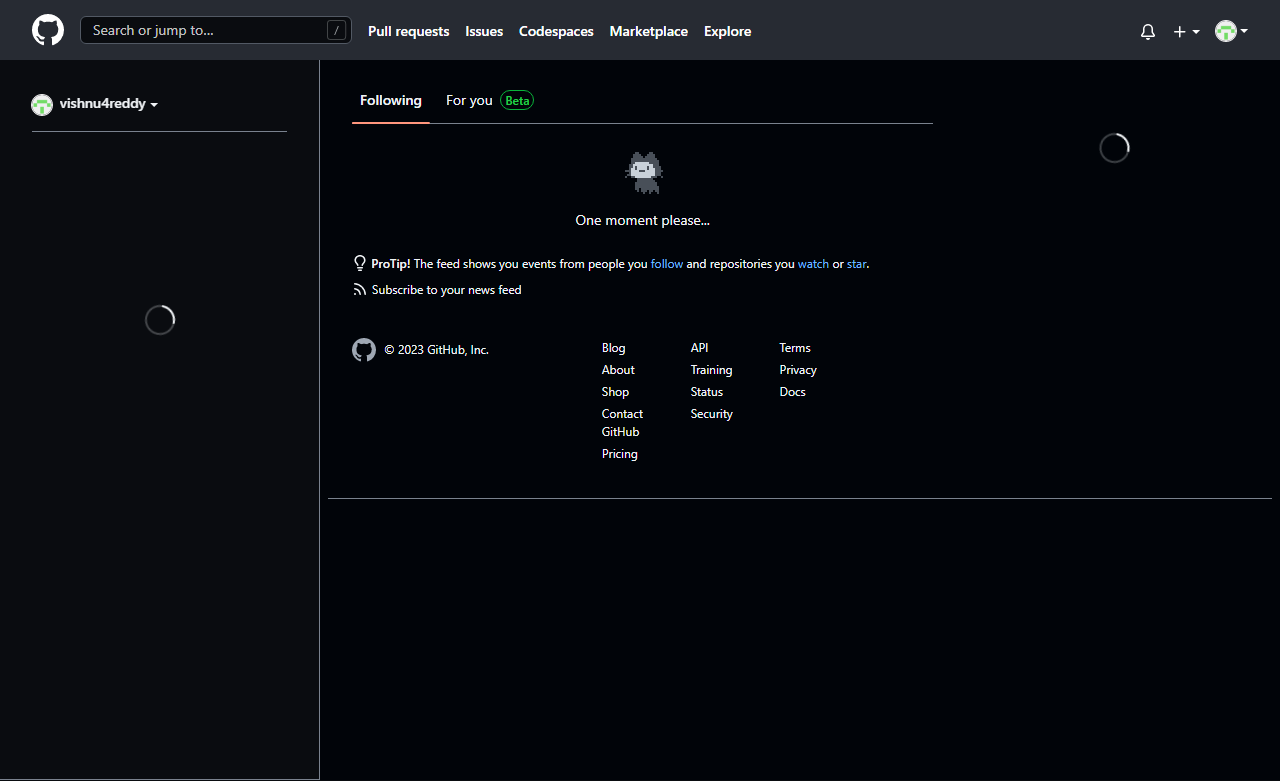 Search or jump to... /
Pull requests Issues Codespaces Marketplace Explore
vishnu4reddy
Following For you Beta
One moment please...
ProTip! The feed shows you events from people you follow and repositories you watch or star.
Subscribe to your news feed
© 2023 GitHub, Inc.
Blog
About
Shop
Contact
GitHub
Pricing
API
Training
Status
Security
Terms
Privacy
Docs